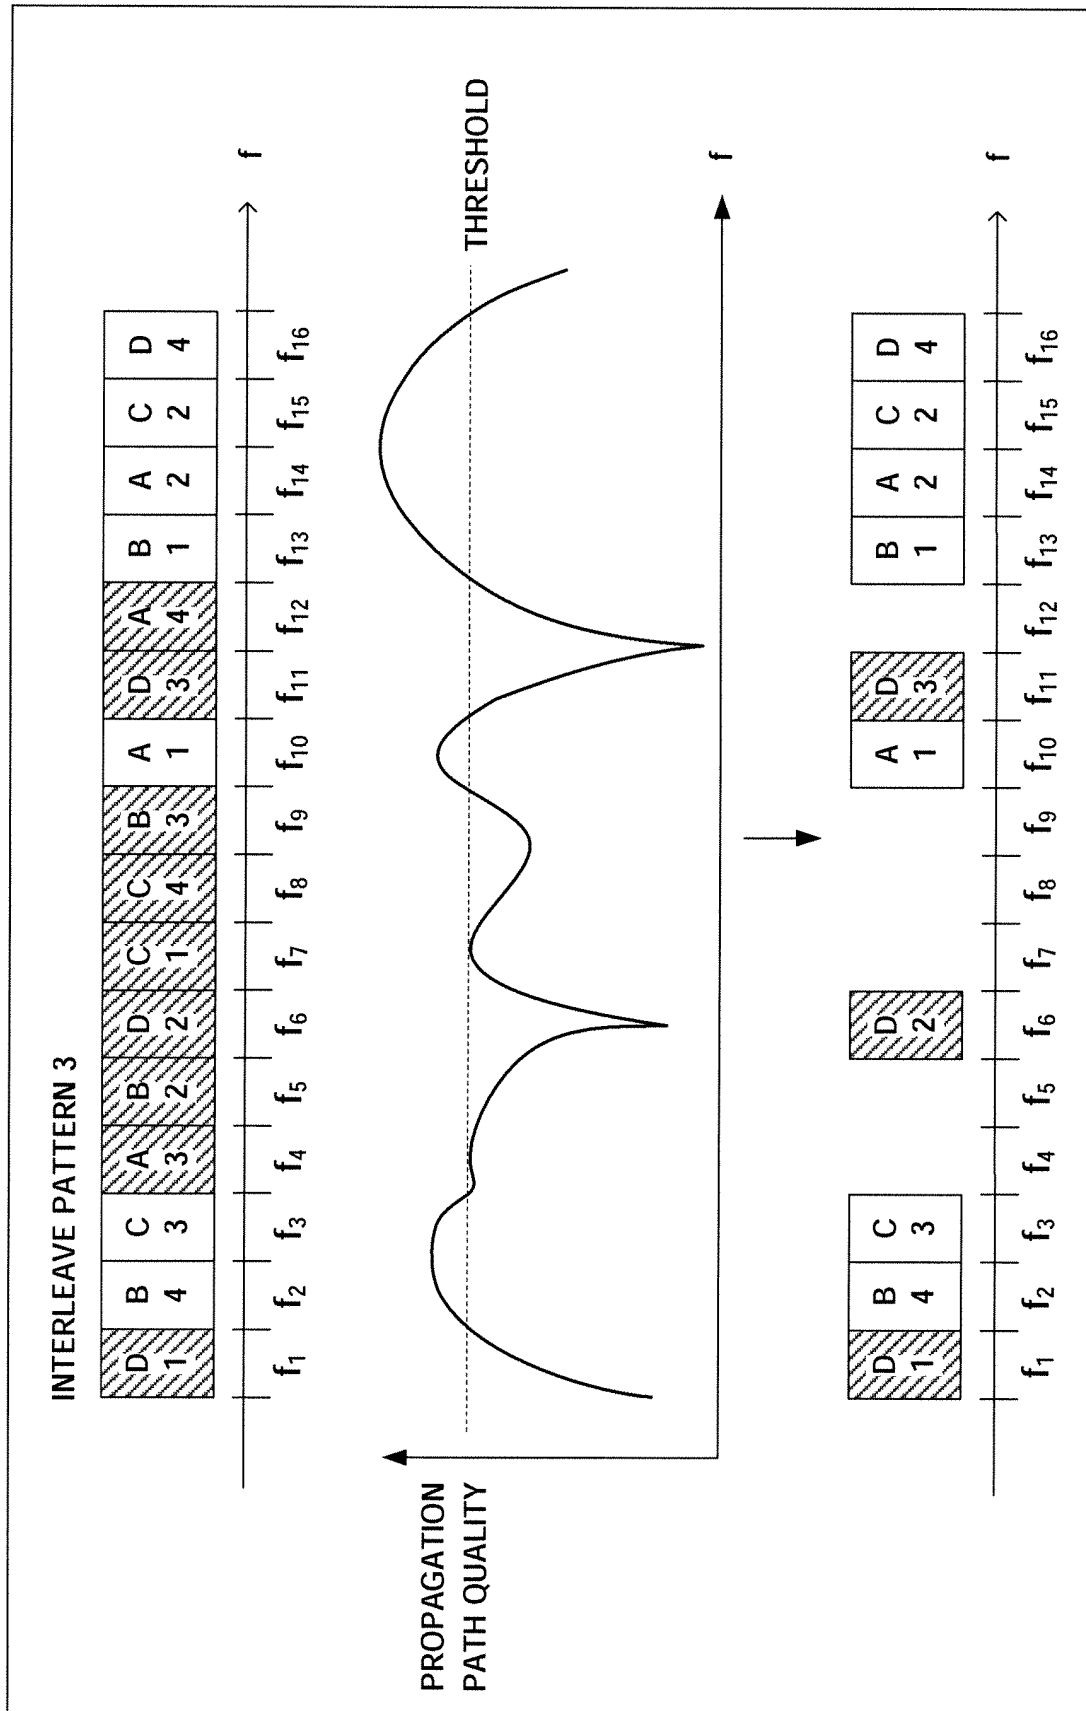 INTERLEAVE PATTERN 3
D B C A B D C C B A D A B A C D
1 4 3 3 2 2 1 4 3 1 3 4 1 2 2 4
f1 f2 f3 f4 f5 f6 f7 f8 f9 f10 f11 f12 f13 f14 f15 f16
f
PROPAGATION
PATH QUALITY
THRESHOLD
f
D B C D A D B A C D
1 4 3 2 1 3 1 2 2 4
f1 f2 f3 f4 f5 f6 f7 f8 f9 f10 f11 f12 f13 f14 f15 f16
f